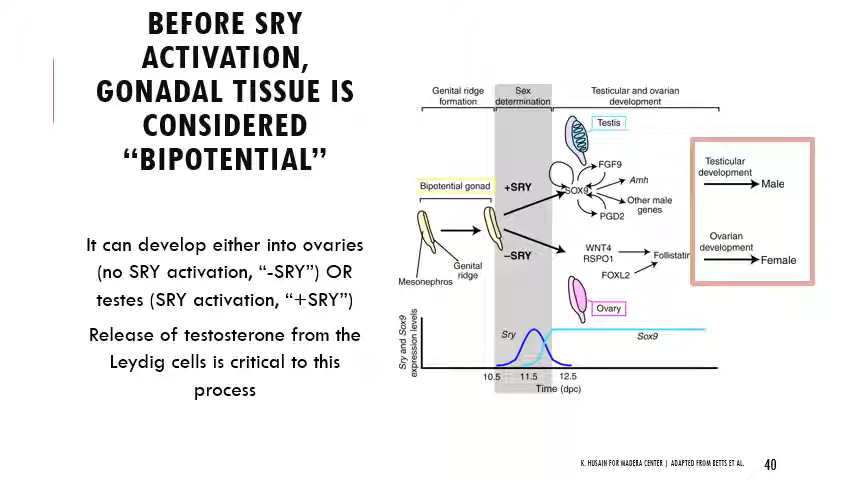 BEFORE SRY
ACTIVATION,
GONADAL TISSUE IS
CONSIDERED
“BIPOTENTIAL”
It can develop either into ovaries
(no SRY activation, “-SRY”) OR
testes (SRY activation, “+SRY”)
Release of testosterone from the
Leydig cells is critical to this
process
Genital ridge
formation
Sex
determination
Testicular and ovarian
development
Testis
Bipotential gonad
+SRY
–SRY
Mesonephros
Genital
ridge
SOX9
FGF9
Amh
Other male
genes
PGD2
WNT4
RSPO1
FOXL2
Follistatin
Ovary
Testicular
development
Male
Ovarian
development
Female
Sry and Sox9
expression levels
Sry
Sox9
10.5 11.5 12.5
Time (dpc)
K. HUSAIN FOR MADERA CENTER | ADAPTED FROM BETTS ET AL.
40